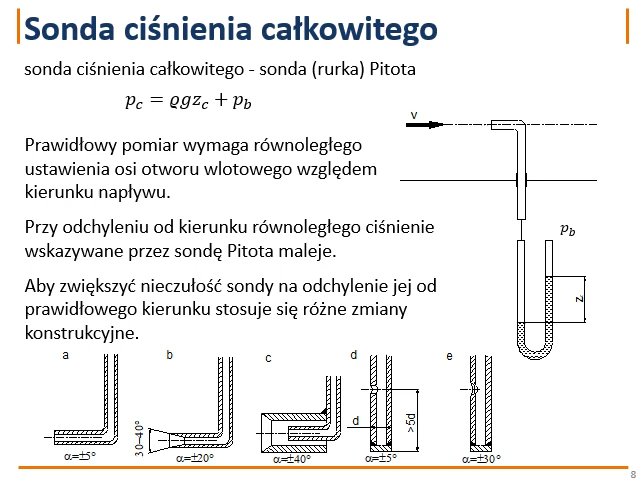 Sonda ciśnienia całkowitego
sonda ciśnienia całkowitego - sonda (rurka) Pitota
p_c = ϱgz_c + p_b
Prawidłowy pomiar wymaga równoległego
ustawienia osi otworu wlotowego względem
kierunku napływu.
Przy odchyleniu od kierunku równoległego ciśnienie
wskazywane przez sondę Pitota maleje.
Aby zwiększyć nieczułość sondy na odchylenie jej od
prawidłowego kierunku stosuje się różne zmiany
konstrukcyjne.
v
p_b
z
a b c d e
30–40°
d
>5d
α=±5° α=±20° α=±40° α=±5° α=±30°
8